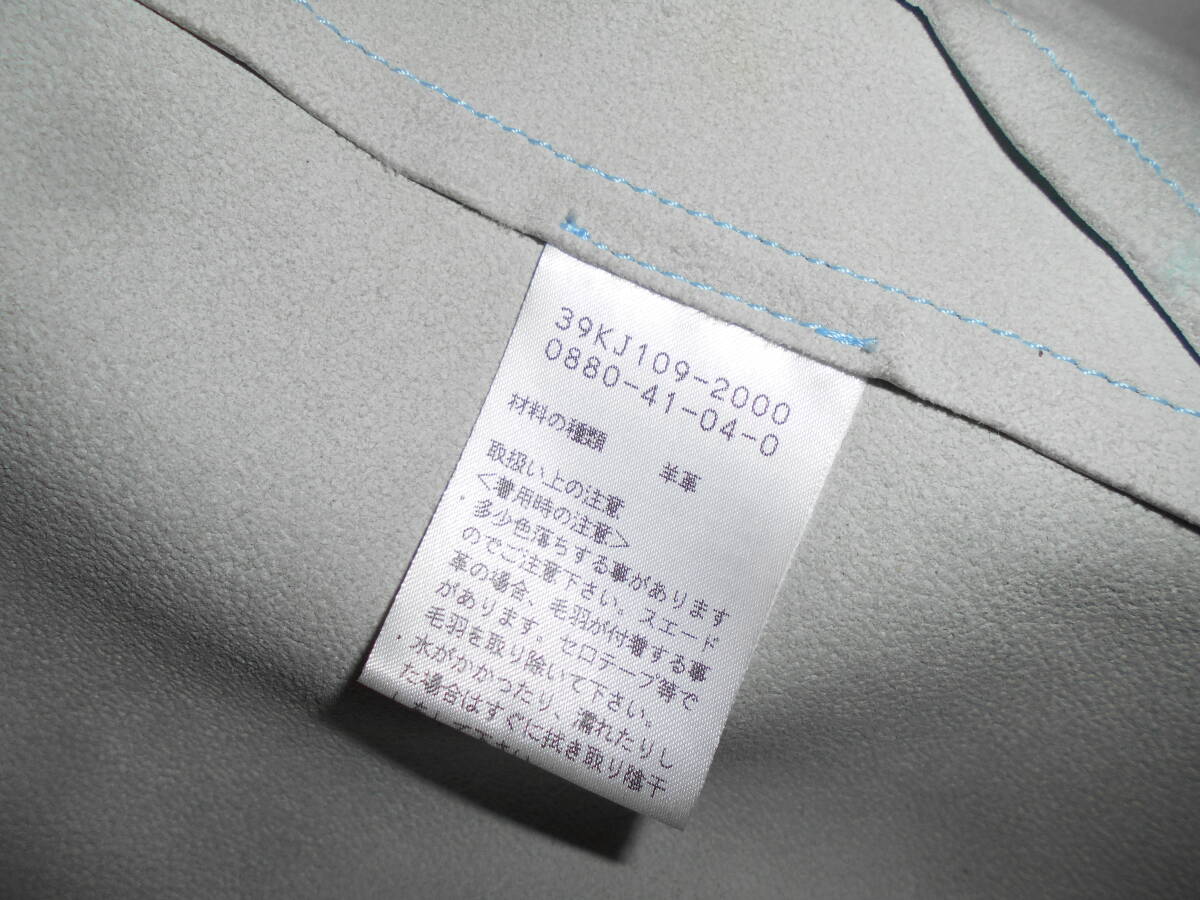 39KJ109-2000
0880-41-04-0
材料の種類 羊革
取扱い上の注意
<着用時の注意>
・多少色落ちする事があります
のでご注意下さい。スエード
革の場合、毛羽が付着する事
があります。セロテープ等で
毛羽を取り除いて下さい。
・水がかかったり、濡れたりし
た場合はすぐに拭き取り陰干